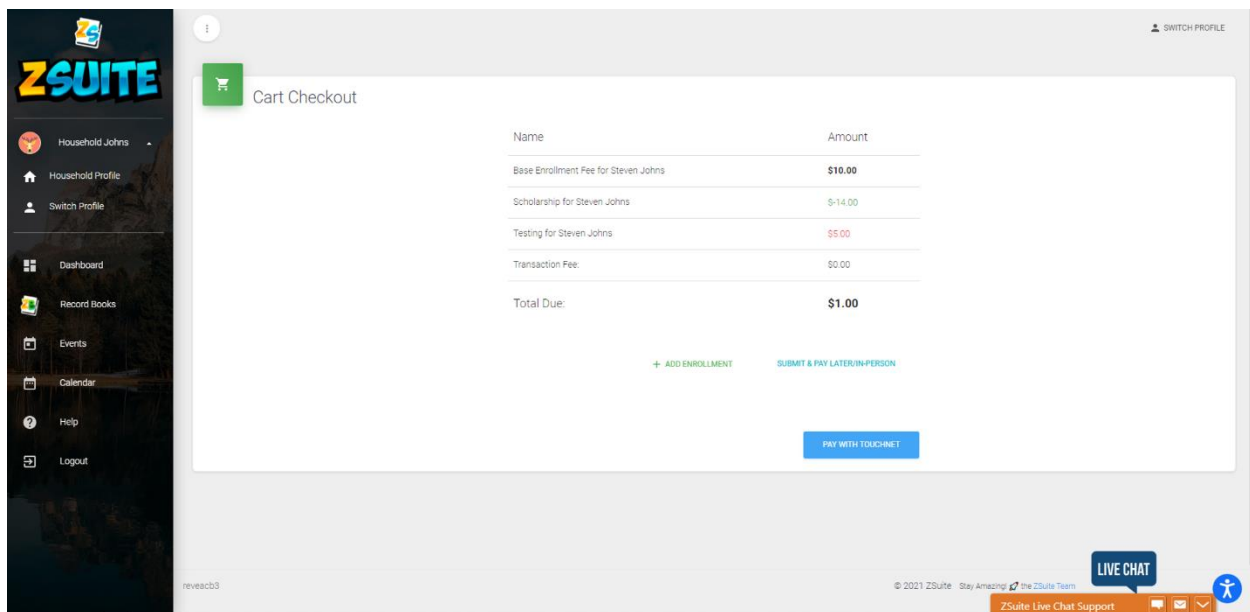 ZSUITE
SWITCH PROFILE
Household Johns
Household Profile
Switch Profile
Dashboard
Record Books
Events
Calendar
Help
Logout
Cart Checkout
Name Amount
Base Enrollment Fee for Steven Johns $10.00
Scholarship for Steven Johns $-14.00
Testing for Steven Johns $5.00
Transaction Fee: $0.00
Total Due: $1.00
+ ADD ENROLLMENT SUBMIT & PAY LATER/IN-PERSON
PAY WITH TOUCHNET
reveacb3
© 2021 ZSuite Stay Amazing! the ZSuite Team
LIVE CHAT
ZSuite Live Chat Support